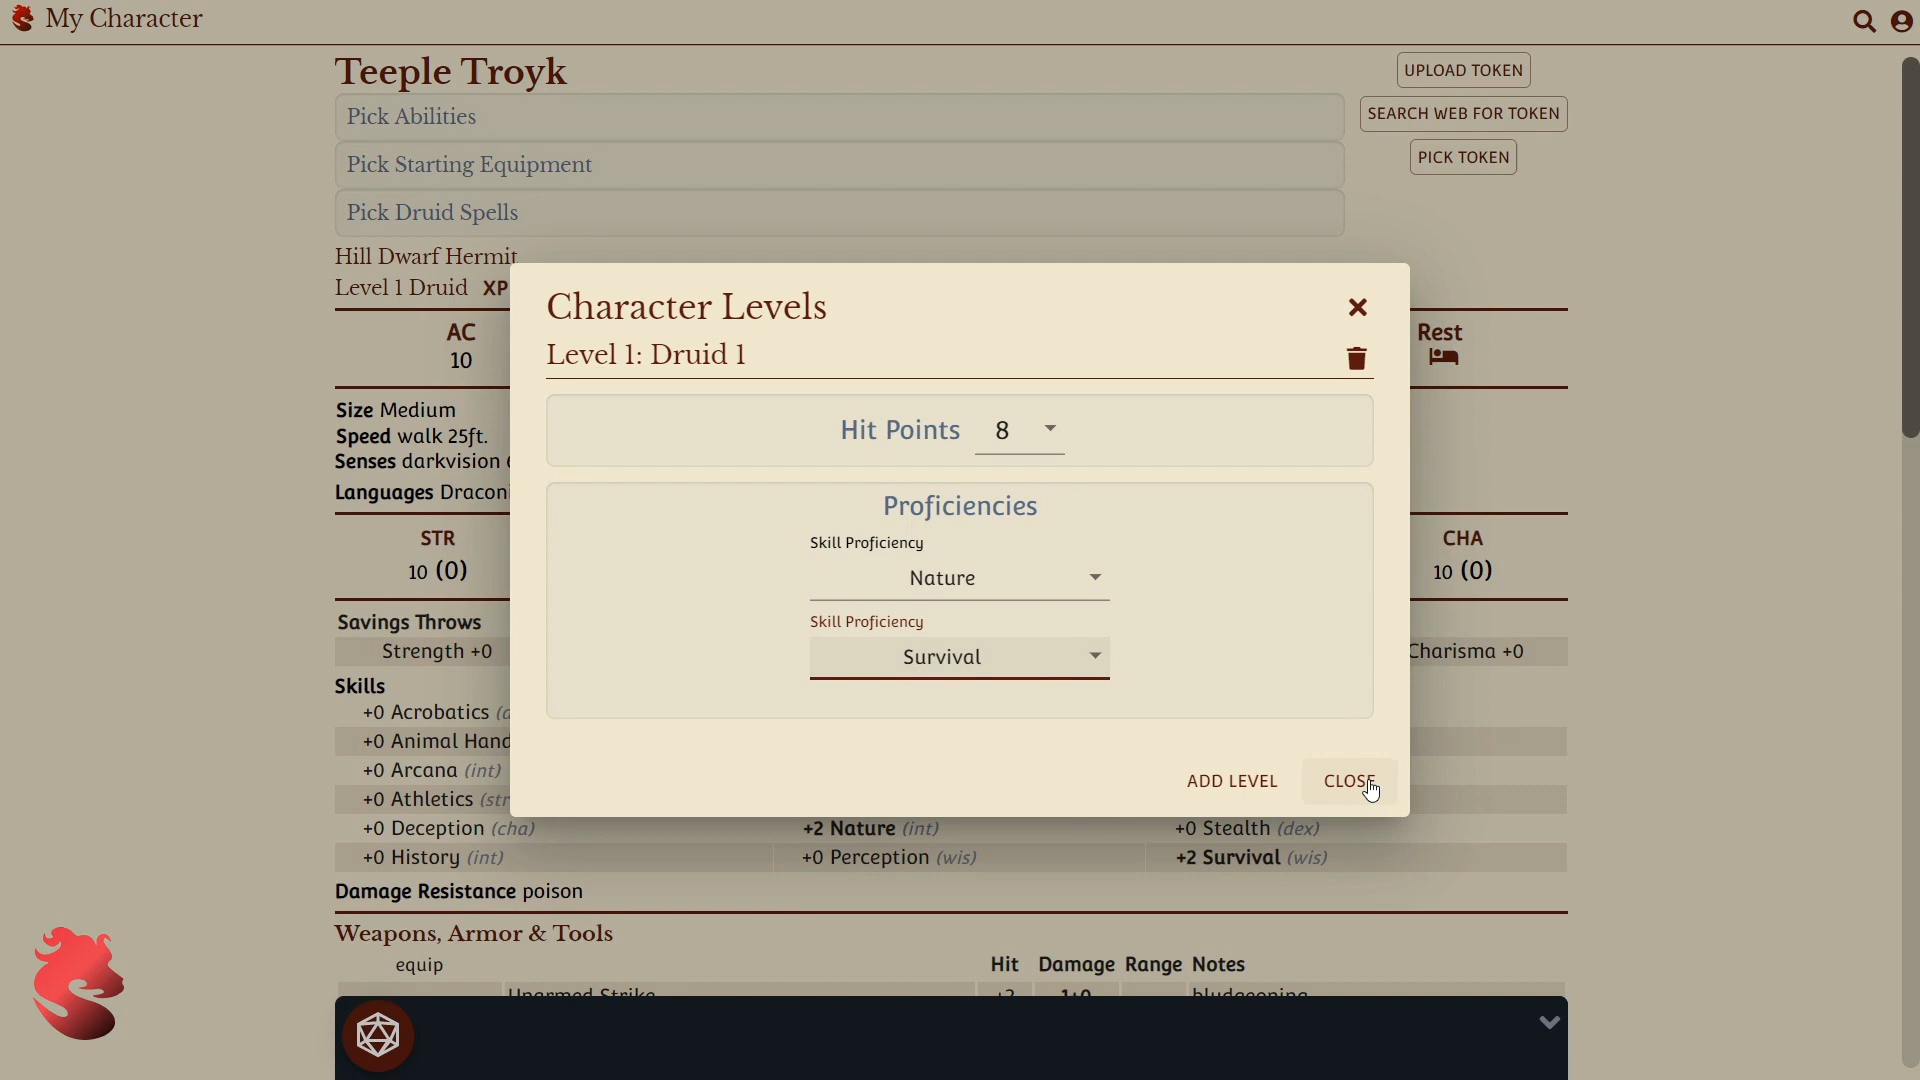 My Character
Teeple Troyk
UPLOAD TOKEN
Pick Abilities
SEARCH WEB FOR TOKEN
Pick Starting Equipment
PICK TOKEN
Pick Druid Spells
Hill Dwarf Hermit
Level 1 Druid XP
Character Levels
Level 1: Druid 1
AC
10
Rest
Size Medium
Speed walk 25ft.
Senses darkvision
Languages Draconi
Hit Points 8
Proficiencies
Skill Proficiency
Nature
Skill Proficiency
Survival
STR
10 (0)
CHA
10 (0)
Savings Throws
Strength +0
Charisma +0
Skills
+0 Acrobatics
+0 Animal Hand
+0 Arcana (int)
+0 Athletics (str
ADD LEVEL CLOSE
+0 Deception (cha) +2 Nature (int) +0 Stealth (dex)
+0 History (int) +0 Perception (wis) +2 Survival (wis)
Damage Resistance poison
Weapons, Armor & Tools
equip Hit Damage Range Notes
Unarmed Strike bludgeoning